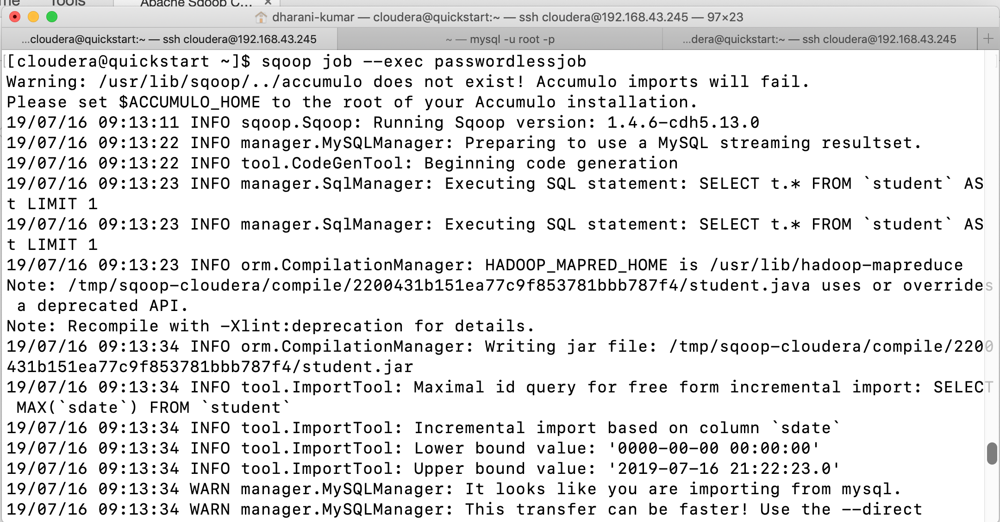 Tools
Apache Sqoop C... ×
dharani-kumar — cloudera@quickstart:~ — ssh cloudera@192.168.43.245 — 97×23
...cloudera@quickstart:~ — ssh cloudera@192.168.43.245
~ — mysql -u root -p
...dera@quickstart:~ — ssh cloudera@192.168.43.245
+
[cloudera@quickstart ~]$ sqoop job --exec passwordlessjob
Warning: /usr/lib/sqoop/../accumulo does not exist! Accumulo imports will fail.
Please set $ACCUMULO_HOME to the root of your Accumulo installation.
19/07/16 09:13:11 INFO sqoop.Sqoop: Running Sqoop version: 1.4.6-cdh5.13.0
19/07/16 09:13:22 INFO manager.MySQLManager: Preparing to use a MySQL streaming resultset.
19/07/16 09:13:22 INFO tool.CodeGenTool: Beginning code generation
19/07/16 09:13:23 INFO manager.SqlManager: Executing SQL statement: SELECT t.* FROM `student` AS
t LIMIT 1
19/07/16 09:13:23 INFO manager.SqlManager: Executing SQL statement: SELECT t.* FROM `student` AS
t LIMIT 1
19/07/16 09:13:23 INFO orm.CompilationManager: HADOOP_MAPRED_HOME is /usr/lib/hadoop-mapreduce
Note: /tmp/sqoop-cloudera/compile/2200431b151ea77c9f853781bbb787f4/student.java uses or overrides
a deprecated API.
Note: Recompile with -Xlint:deprecation for details.
19/07/16 09:13:34 INFO orm.CompilationManager: Writing jar file: /tmp/sqoop-cloudera/compile/2200
431b151ea77c9f853781bbb787f4/student.jar
19/07/16 09:13:34 INFO tool.ImportTool: Maximal id query for free form incremental import: SELECT
MAX(`sdate`) FROM `student`
19/07/16 09:13:34 INFO tool.ImportTool: Incremental import based on column `sdate`
19/07/16 09:13:34 INFO tool.ImportTool: Lower bound value: '0000-00-00 00:00:00'
19/07/16 09:13:34 INFO tool.ImportTool: Upper bound value: '2019-07-16 21:22:23.0'
19/07/16 09:13:34 WARN manager.MySQLManager: It looks like you are importing from mysql.
19/07/16 09:13:34 WARN manager.MySQLManager: This transfer can be faster! Use the --direct